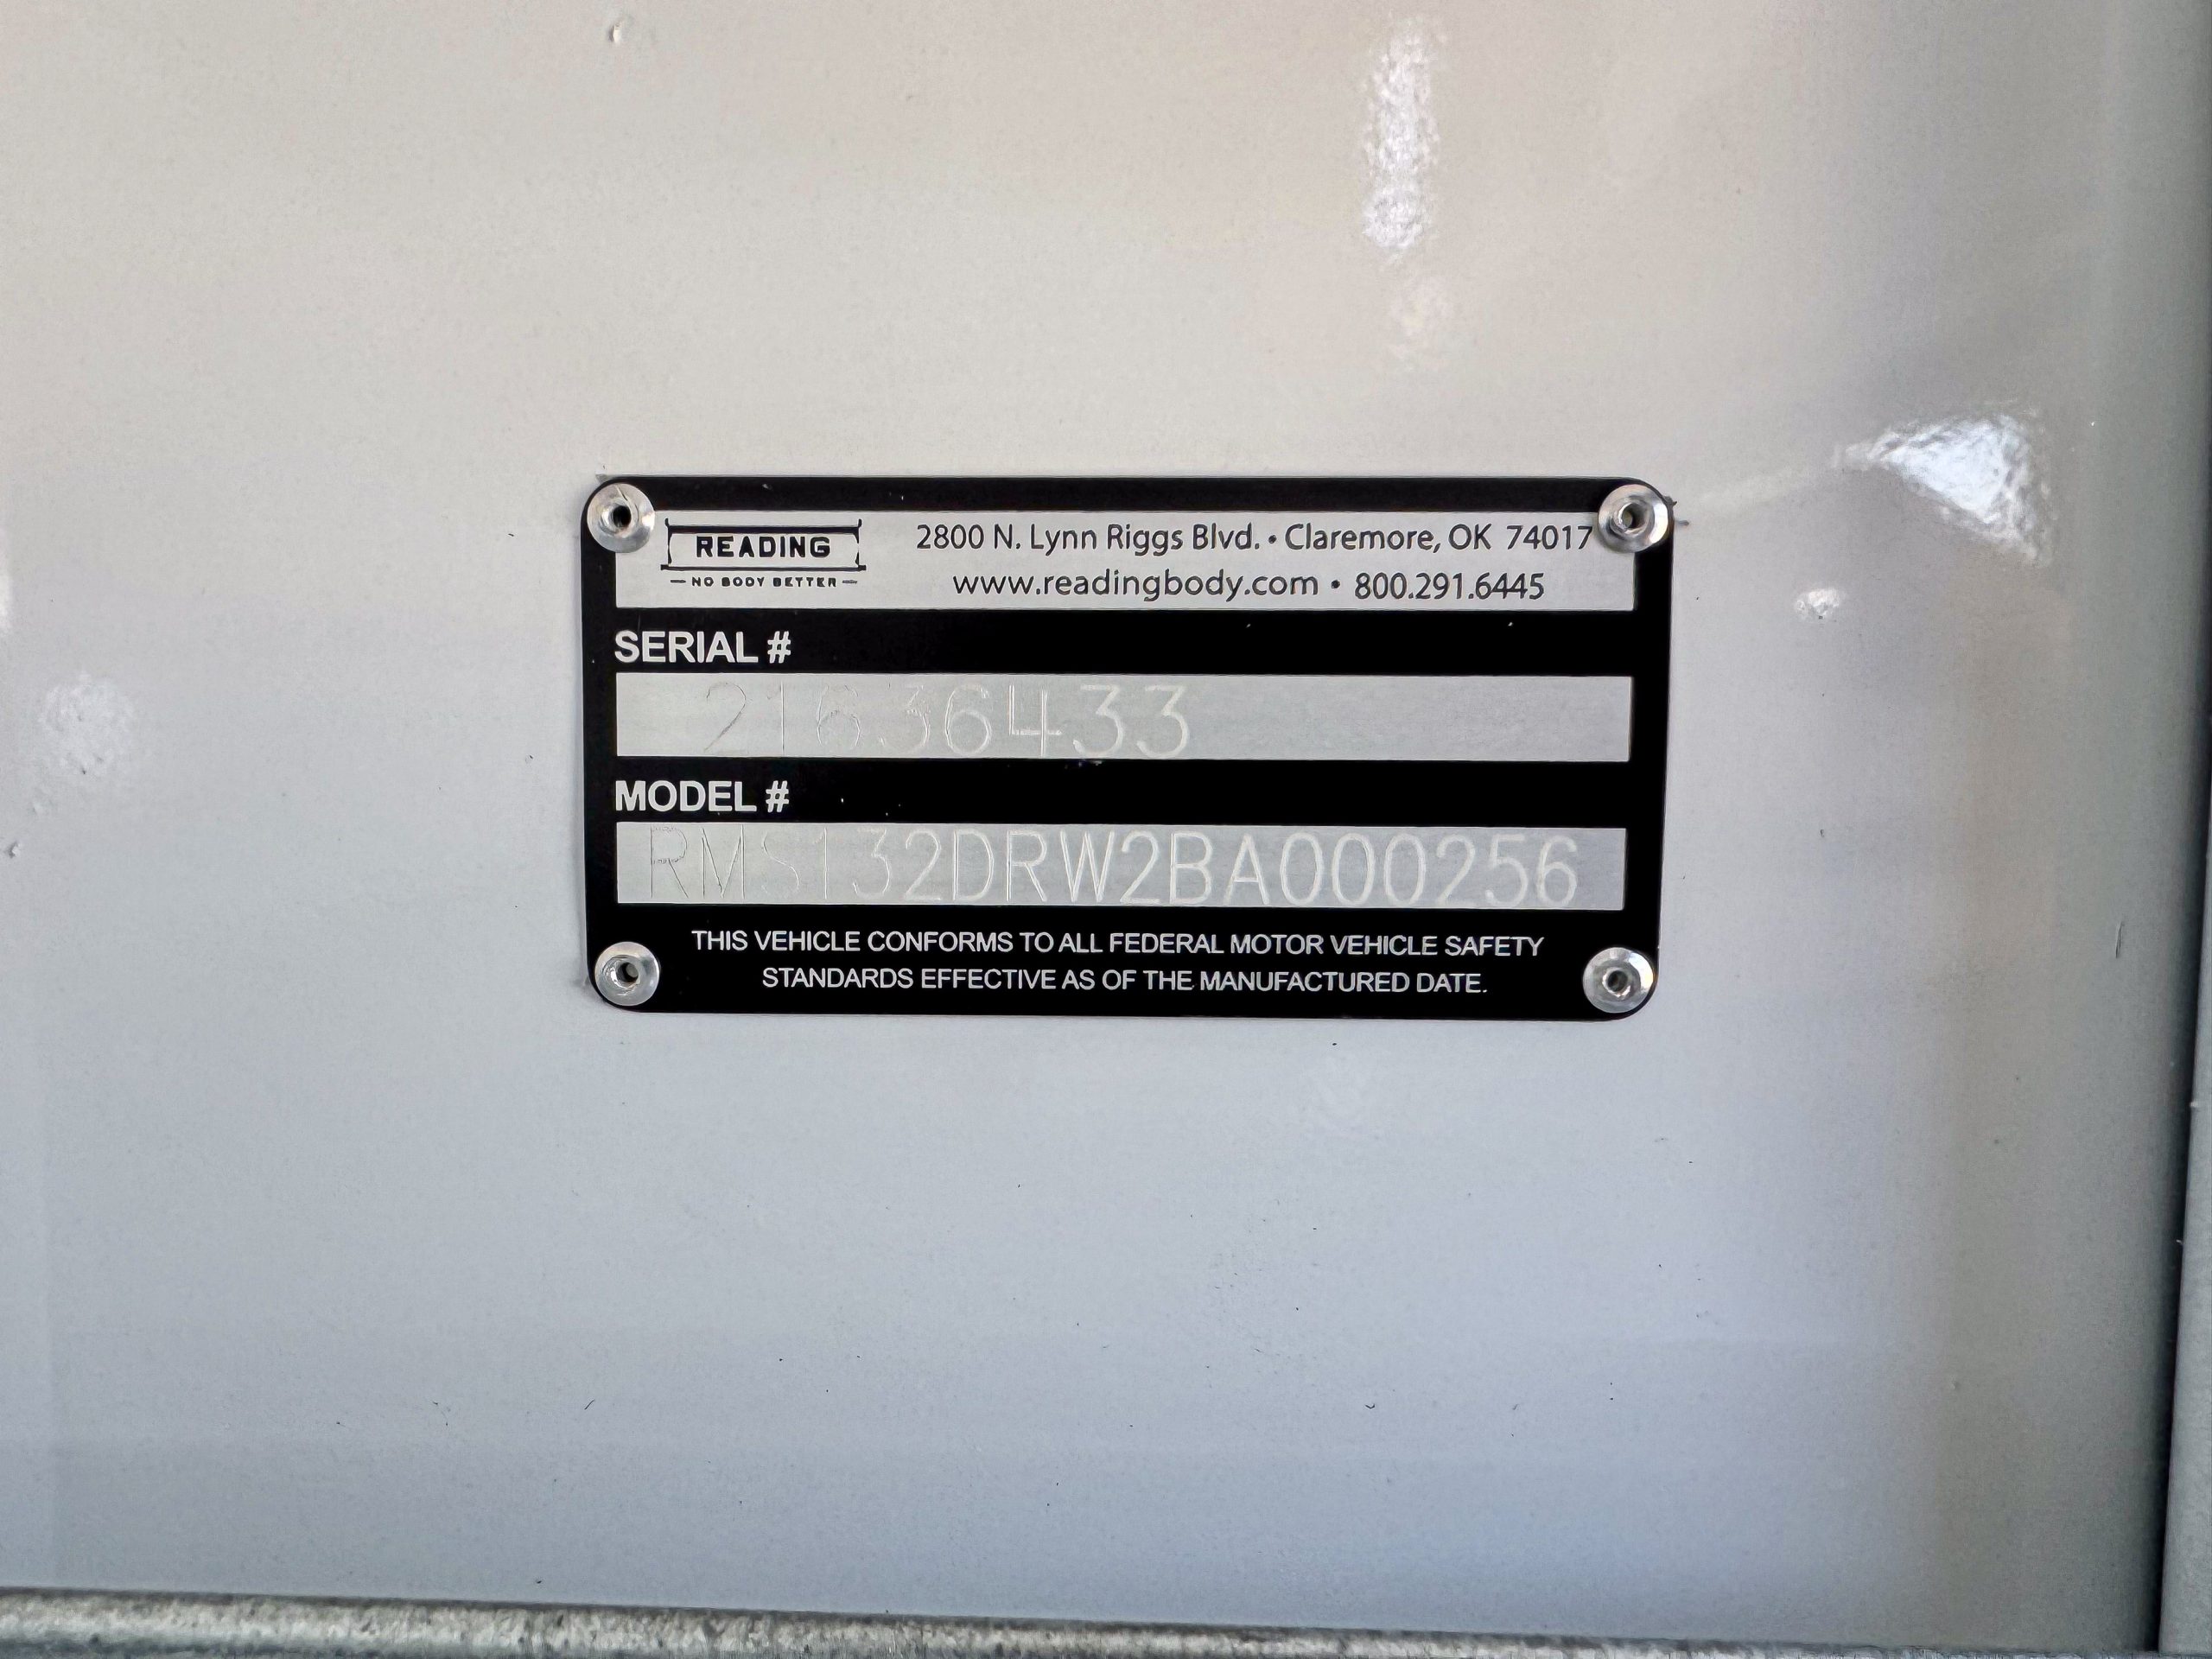 READING
— NO BODY BETTER —
2800 N. Lynn Riggs Blvd. • Claremore, OK 74017
www.readingbody.com • 800.291.6445
SERIAL #
21636433
MODEL #
RMS132DRW2BA000256
THIS VEHICLE CONFORMS TO ALL FEDERAL MOTOR VEHICLE SAFETY
STANDARDS EFFECTIVE AS OF THE MANUFACTURED DATE.